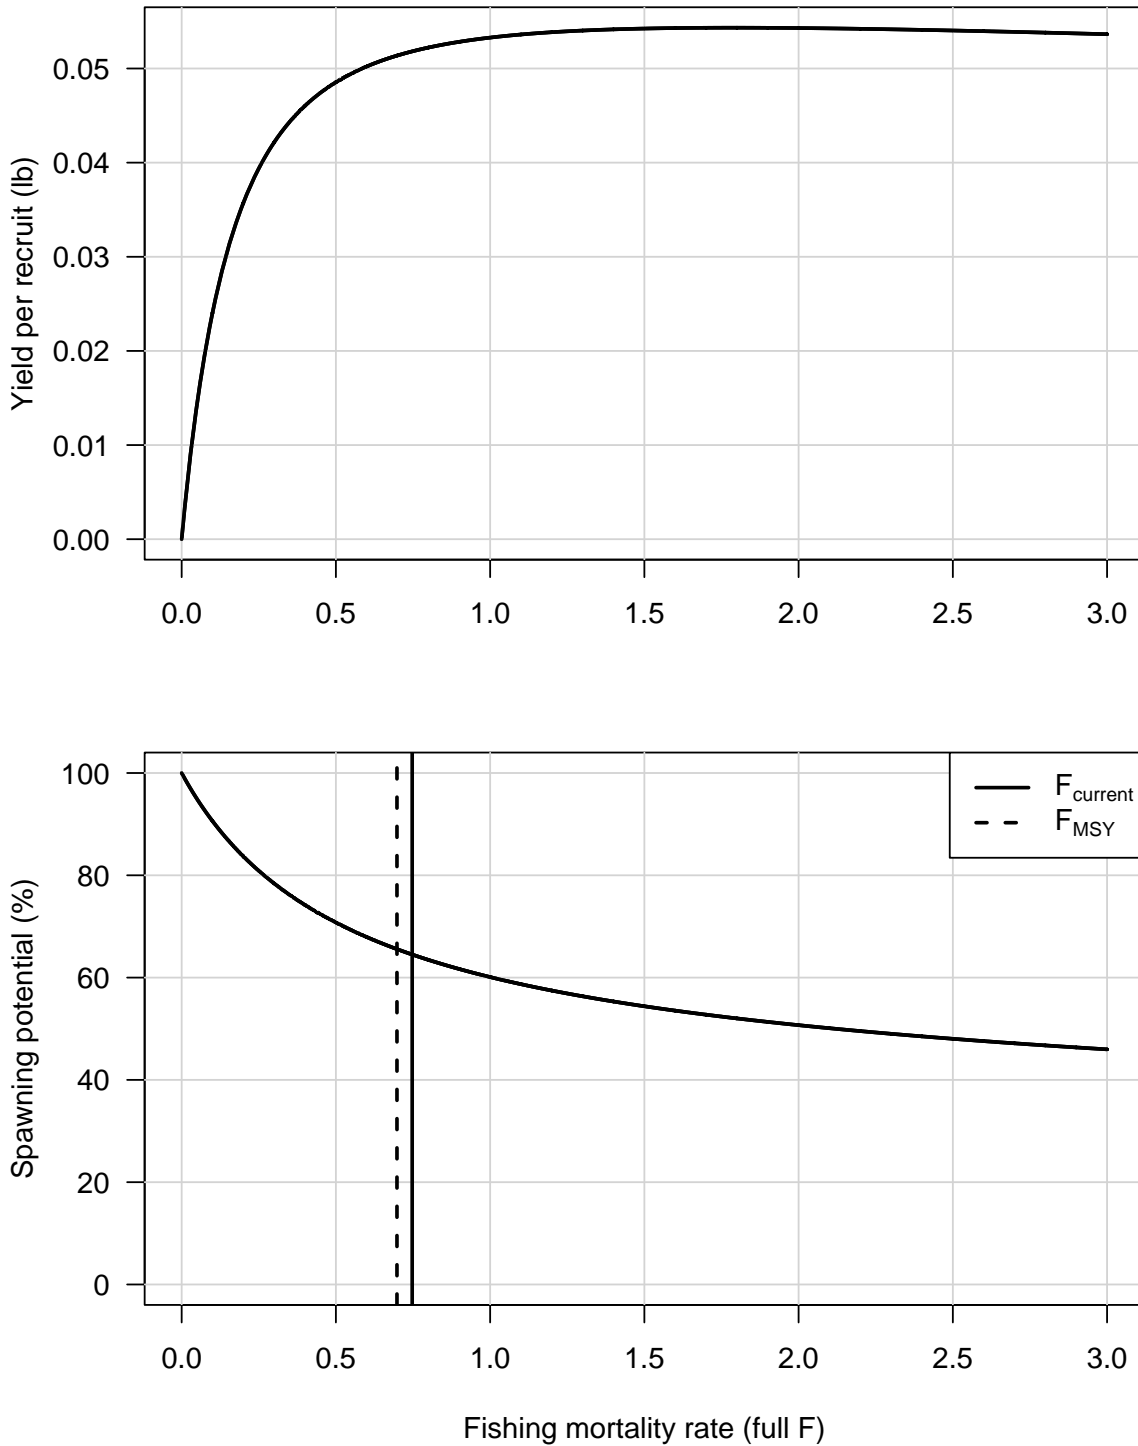 Yield per recruit (lb)
0.05
0.04
0.03
0.02
0.01
0.00
0.0 0.5 1.0 1.5 2.0 2.5 3.0
Spawning potential (%)
100
80
60
40
20
0
F_current
F_MSY
0.0 0.5 1.0 1.5 2.0 2.5 3.0
Fishing mortality rate (full F)